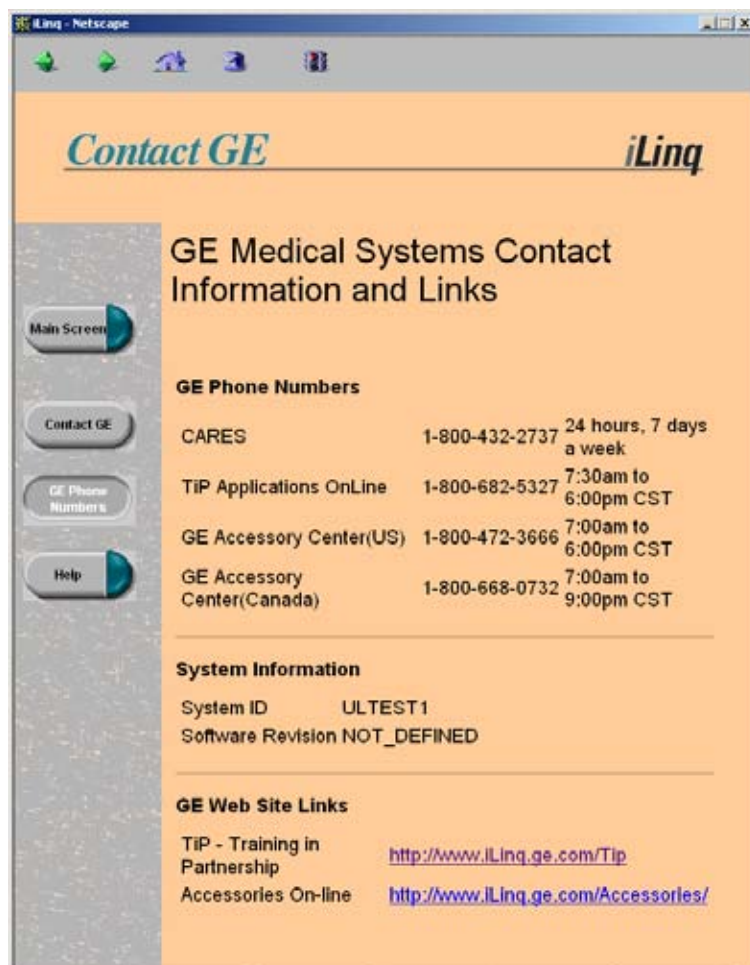 iLinq - Netscape
Contact GE
iLinq
GE Medical Systems Contact
Information and Links
Main Screen
Contact GE
GE Phone
Numbers
Help
GE Phone Numbers
CARES 1-800-432-2737 24 hours, 7 days
a week
TiP Applications OnLine 1-800-682-5327 7:30am to
6:00pm CST
GE Accessory Center(US) 1-800-472-3666 7:00am to
6:00pm CST
GE Accessory
Center(Canada) 1-800-668-0732 7:00am to
9:00pm CST
System Information
System ID ULTEST1
Software Revision NOT_DEFINED
GE Web Site Links
TiP - Training in
Partnership http://www.iLinq.ge.com/Tip
Accessories On-line http://www.iLinq.ge.com/Accessories/